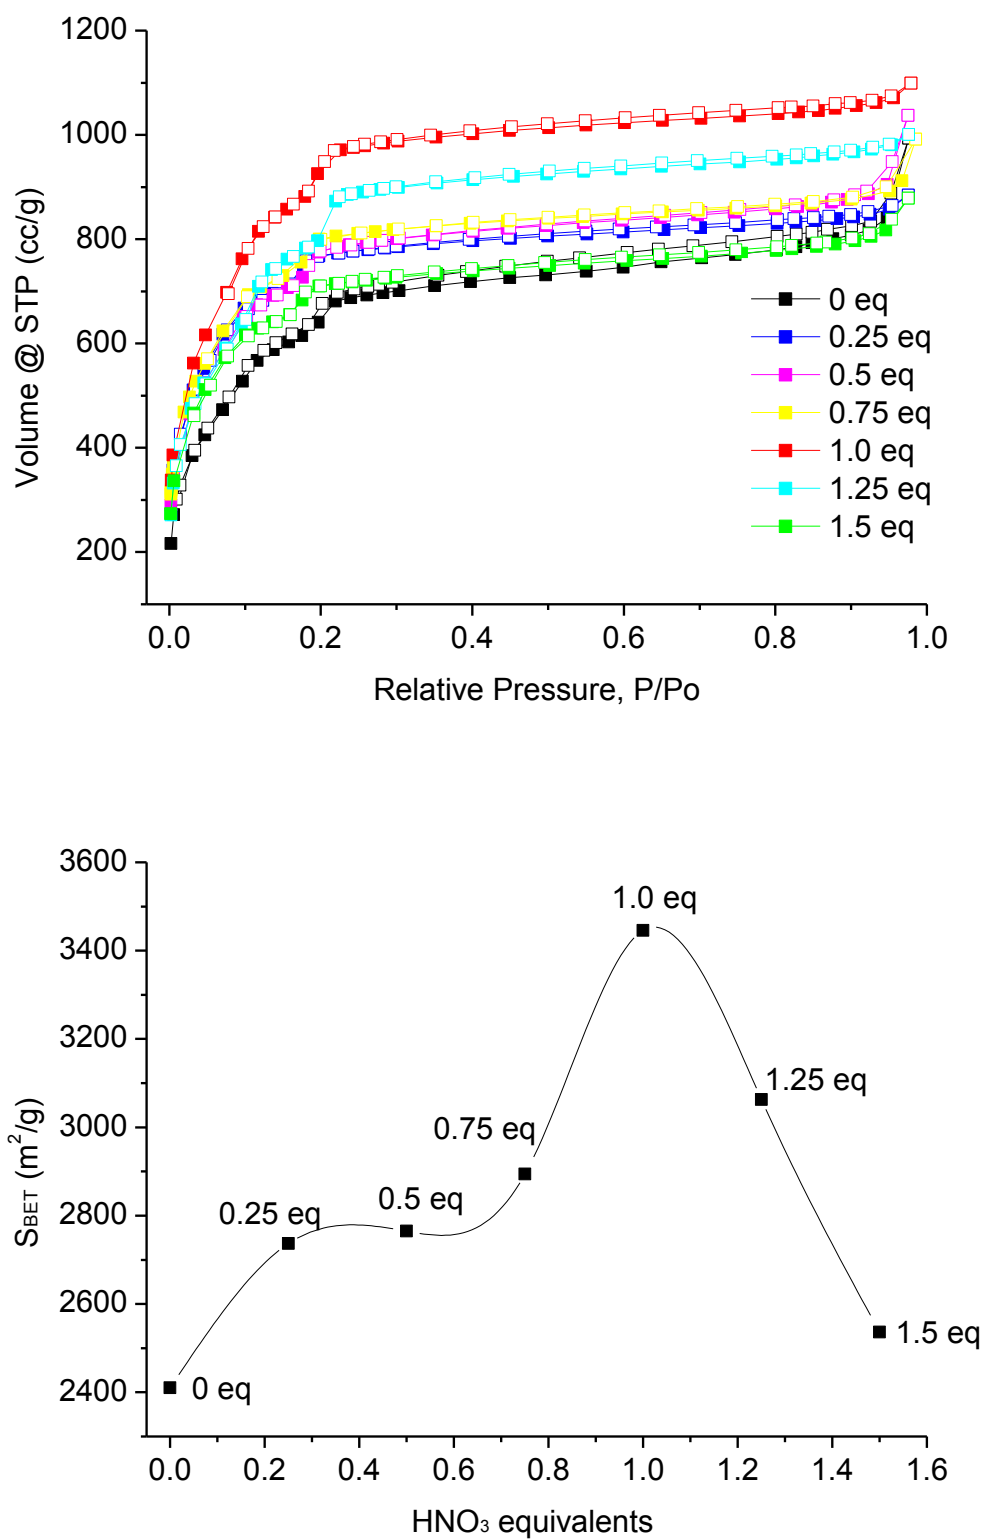 1200
1000
800
600
400
200
Volume @ STP (cc/g)
0 eq
0.25 eq
0.5 eq
0.75 eq
1.0 eq
1.25 eq
1.5 eq
0.0 0.2 0.4 0.6 0.8 1.0
Relative Pressure, P/Po
3600
3400
3200
3000
2800
2600
2400
S_BET (m²/g)
1.0 eq
1.25 eq
0.75 eq
0.5 eq
0.25 eq
1.5 eq
0 eq
0.0 0.2 0.4 0.6 0.8 1.0 1.2 1.4 1.6
HNO₃ equivalents